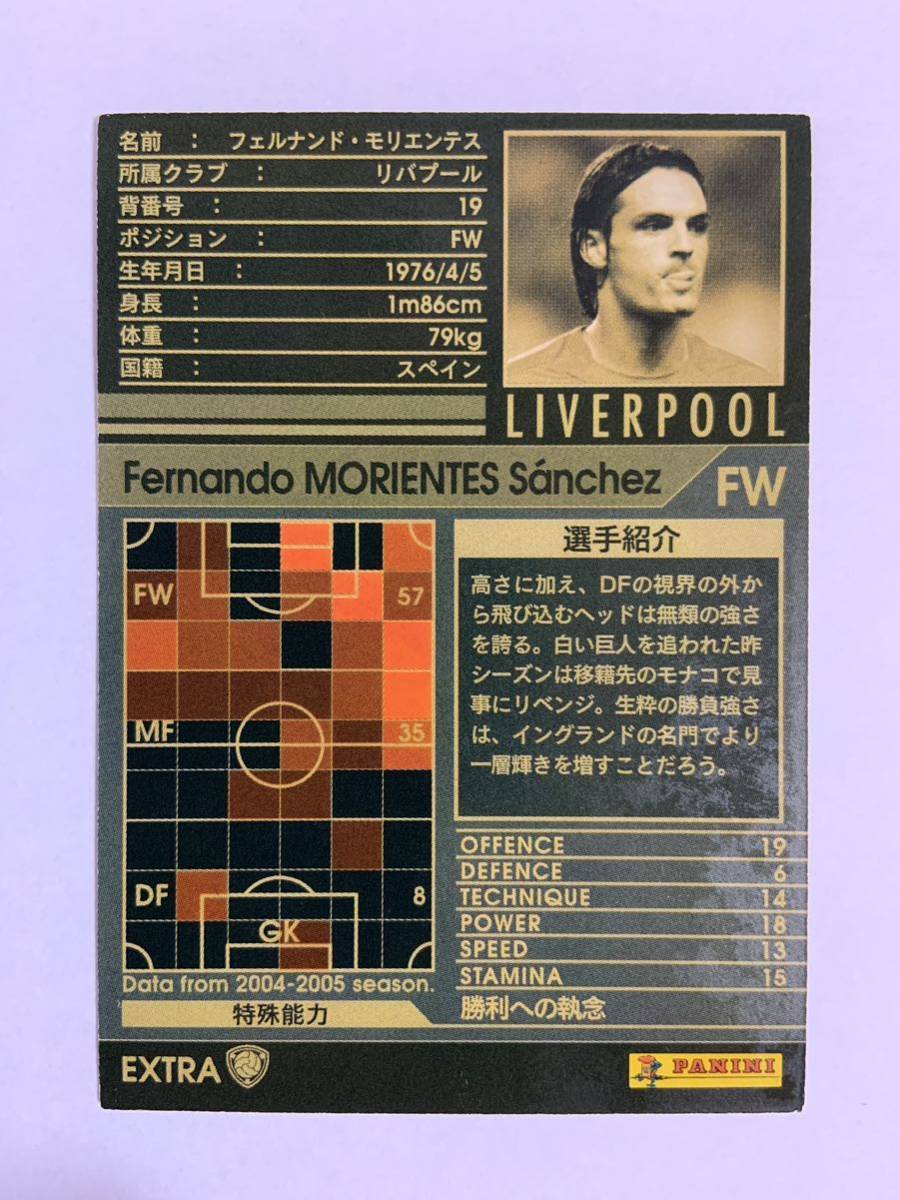 名前 : フェルナンド・モリエンテス
所属クラブ : リバプール
背番号 : 19
ポジション : FW
生年月日 : 1976/4/5
身長 : 1m86cm
体重 : 79kg
国籍 : スペイン
LIVERPOOL
Fernando MORIENTES Sánchez FW
FW 57
MF 35
DF 8
GK
Data from 2004-2005 season.
選手紹介
高さに加え、DFの視界の外か
ら飛び込むヘッドは無類の強さ
を誇る。白い巨人を追われた昨
シーズンは移籍先のモナコで見
事にリベンジ。生粋の勝負強さ
は、イングランドの名門でより
一層輝きを増すことだろう。
OFFENCE 19
DEFENCE 6
TECHNIQUE 14
POWER 18
SPEED 13
STAMINA 15
特殊能力 勝利への執念
EXTRA PANINI